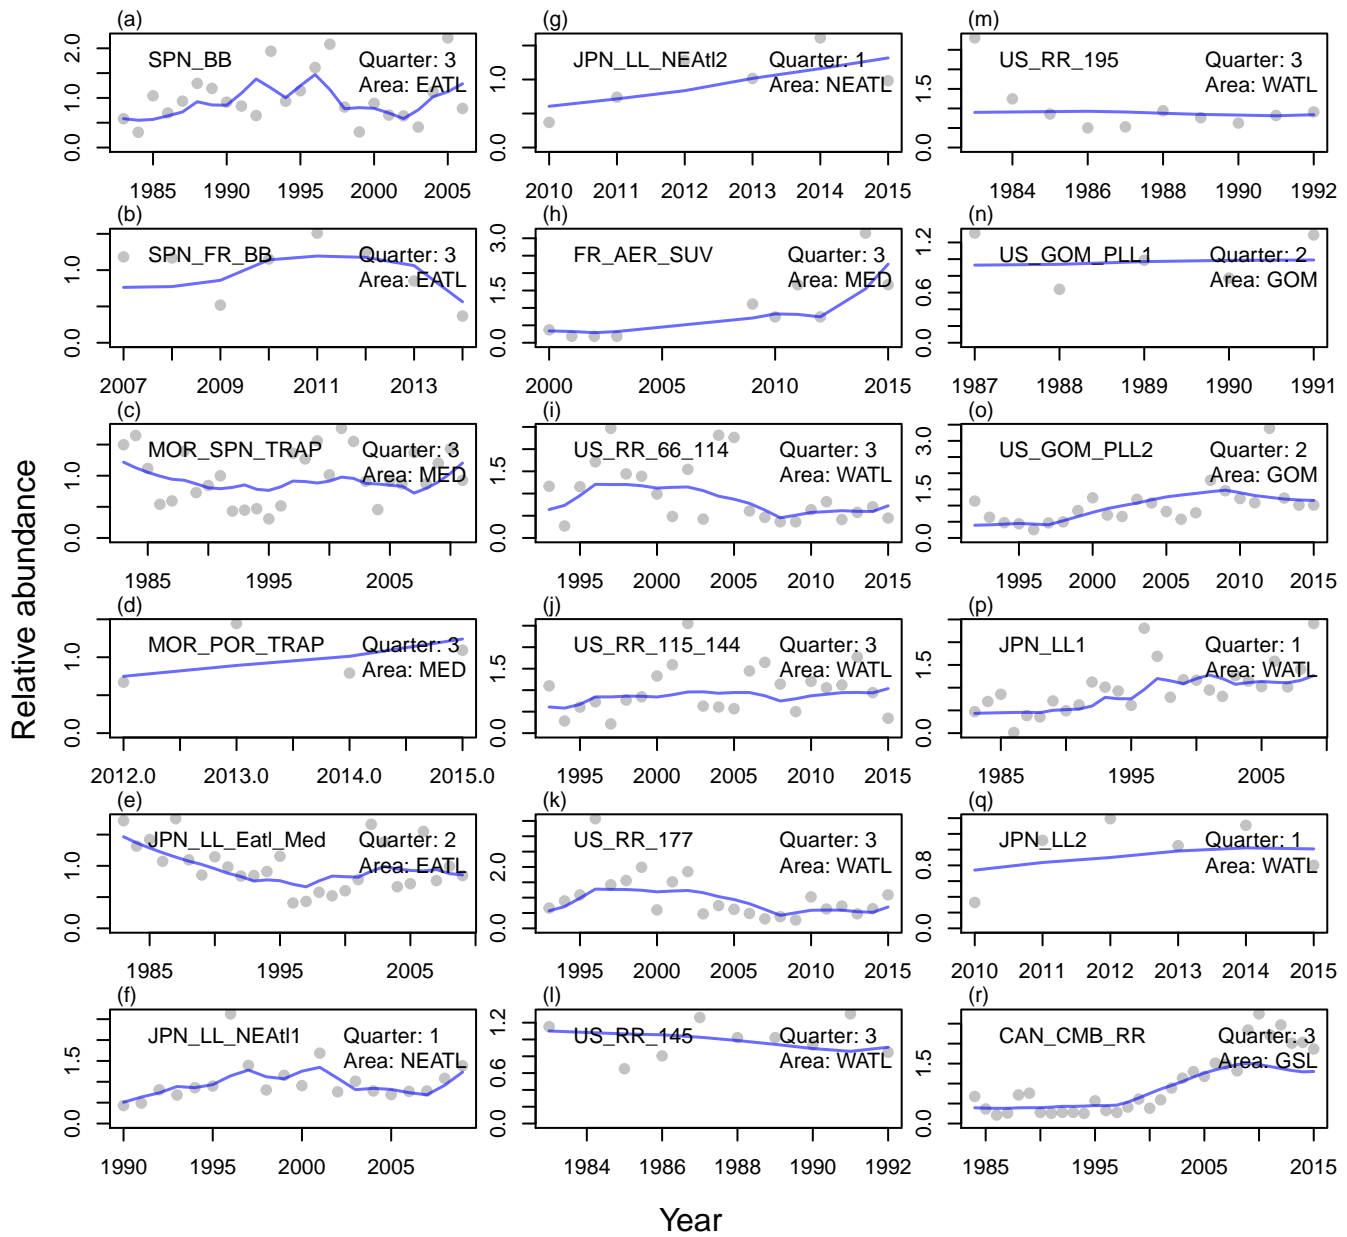 (a)
SPN_BB
Quarter: 3
Area: EATL
0.0 1.0 2.0
1985 1990 1995 2000 2005
(b)
SPN_FR_BB
Quarter: 3
Area: EATL
0.0 1.0
2007 2009 2011 2013
(c)
MOR_SPN_TRAP
Quarter: 3
Area: MED
0.0 1.0
1985 1995 2005
(d)
MOR_POR_TRAP
Quarter: 3
Area: MED
0.0 1.0
2012.0 2013.0 2014.0 2015.0
(e)
JPN_LL_Eatl_Med
Quarter: 2
Area: EATL
0.0 1.0
1985 1995 2005
(f)
JPN_LL_NEAtl1
Quarter: 1
Area: NEATL
0.0 1.5
1990 1995 2000 2005
(g)
JPN_LL_NEAtl2
Quarter: 1
Area: NEATL
0.0 1.0
2010 2011 2012 2013 2014 2015
(h)
FR_AER_SUV
Quarter: 3
Area: MED
0.0 1.5 3.0
2000 2005 2010 2015
(i)
US_RR_66_114
Quarter: 3
Area: WATL
0.0 1.5
1995 2000 2005 2010 2015
(j)
US_RR_115_144
Quarter: 3
Area: WATL
0.0 1.5
1995 2000 2005 2010 2015
(k)
US_RR_177
Quarter: 3
Area: WATL
0.0 2.0
1995 2000 2005 2010 2015
(l)
US_RR_145
Quarter: 3
Area: WATL
0.0 0.6 1.2
1984 1986 1988 1990 1992
(m)
US_RR_195
Quarter: 3
Area: WATL
0.0 1.5
1984 1986 1988 1990 1992
(n)
US_GOM_PLL1
Quarter: 2
Area: GOM
0.0 0.6 1.2
1987 1988 1989 1990 1991
(o)
US_GOM_PLL2
Quarter: 2
Area: GOM
0.0 1.5 3.0
1995 2000 2005 2010 2015
(p)
JPN_LL1
Quarter: 1
Area: WATL
0.0 1.5
1985 1995 2005
(q)
JPN_LL2
Quarter: 1
Area: WATL
0.0 0.8
2010 2011 2012 2013 2014 2015
(r)
CAN_CMB_RR
Quarter: 3
Area: GSL
0.0 1.5
1985 1995 2005 2015
Relative abundance
Year